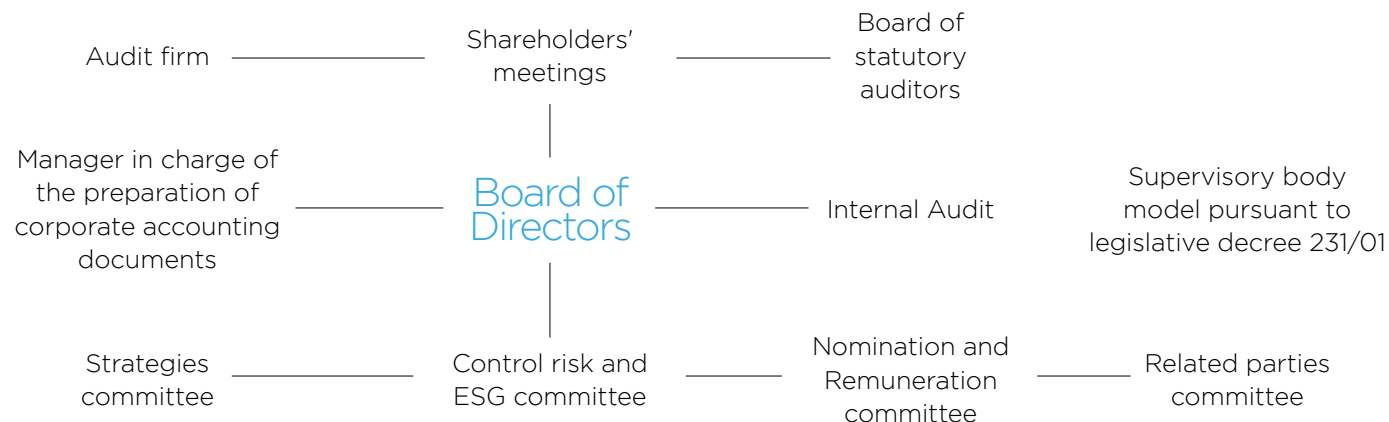 Audit firm
Shareholders'
meetings
Board of
statutory
auditors
Manager in charge of
the preparation of
corporate accounting
documents
Board of
Directors
Internal Audit
Supervisory body
model pursuant to
legislative decree 231/01
Strategies
committee
Control risk and
ESG committee
Nomination and
Remuneration
committee
Related parties
committee